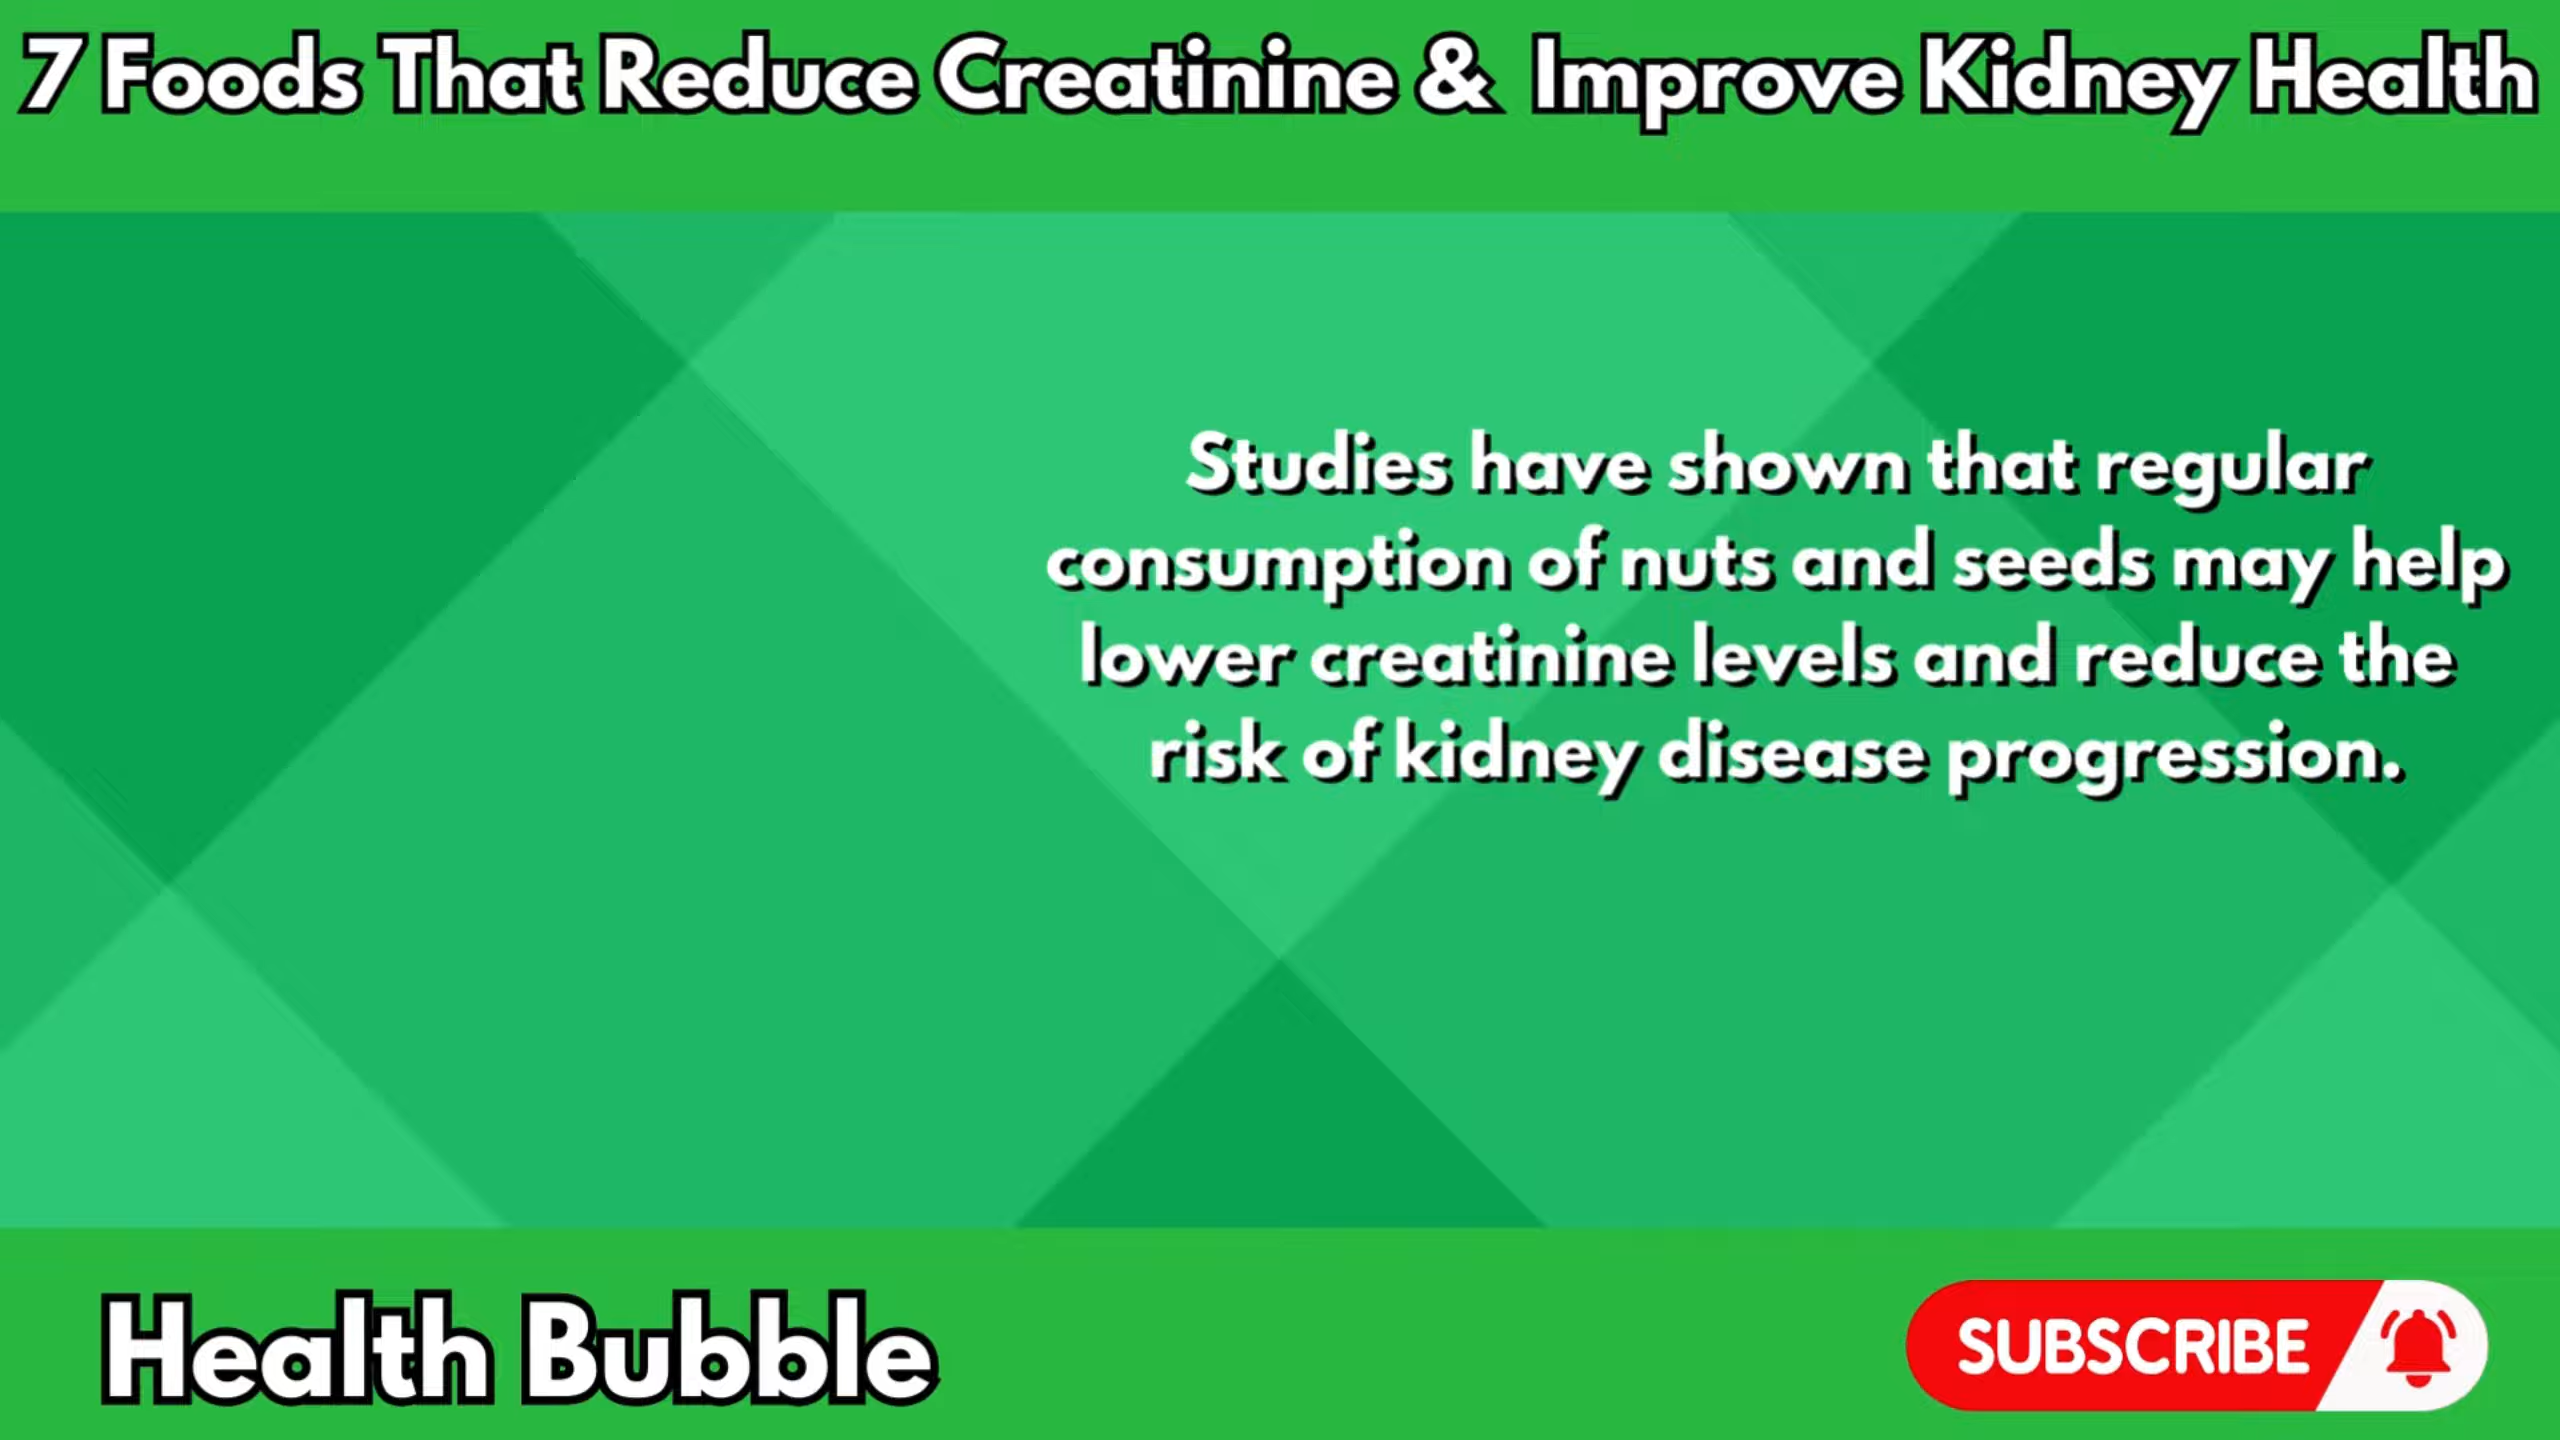 7 Foods That Reduce Creatinine & Improve Kidney Health
Studies have shown that regular
consumption of nuts and seeds may help
lower creatinine levels and reduce the
risk of kidney disease progression.
Health Bubble
SUBSCRIBE